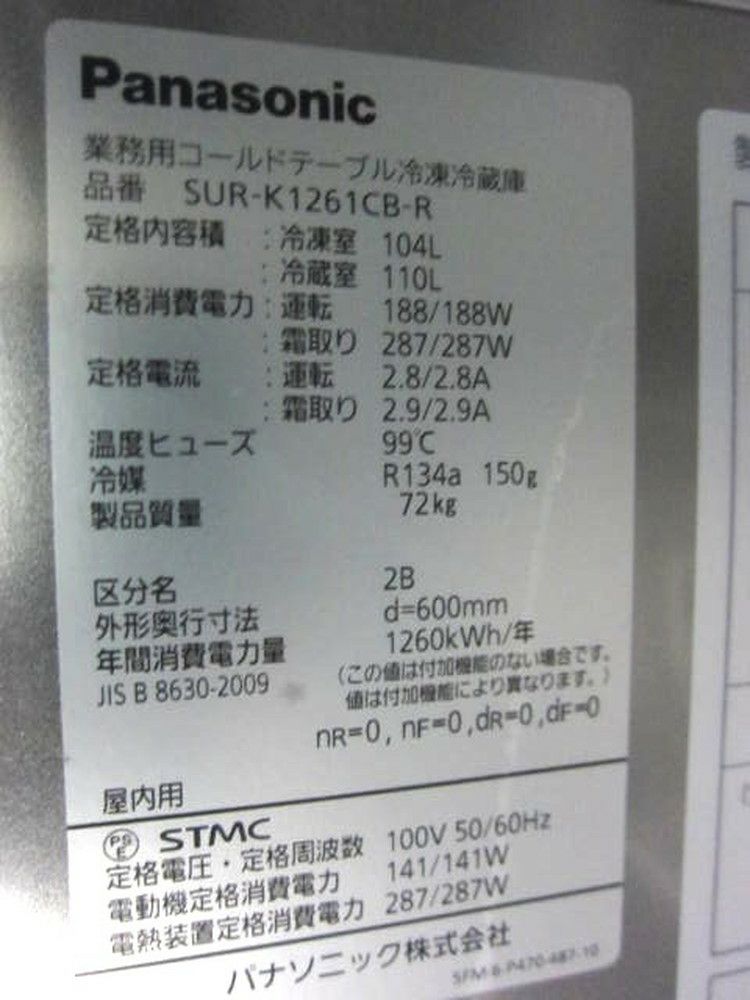 Panasonic
業務用コールドテーブル冷凍冷蔵庫
品番 SUR-K1261CB-R
定格内容積 : 冷凍室 104L
: 冷蔵室 110L
定格消費電力 : 運転 188/188W
: 霜取り 287/287W
定格電流 : 運転 2.8/2.8A
: 霜取り 2.9/2.9A
温度ヒューズ 99℃
冷媒 R134a 150g
製品質量 72kg
区分名 2B
外形奥行寸法 d=600mm
年間消費電力量 1260kWh/年
JIS B 8630-2009 (この値は付加機能のない場合です。
値は付加機能により異なります。)
nR=0, nF=0,dR=0,dF=0
屋内用
PSE STMC
定格電圧・定格周波数 100V 50/60Hz
電動機定格消費電力 141/141W
電熱装置定格消費電力 287/287W
パナソニック株式会社
SFM-6-P470-487-10